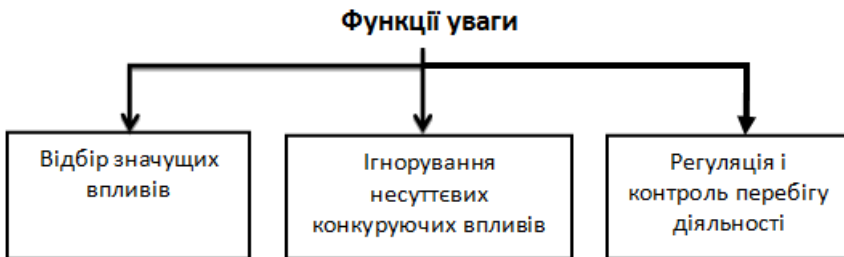 Функції уваги
Відбір значущих
впливів
Ігнорування
несуттєвих
конкуруючих впливів
Регуляція і
контроль перебігу
діяльності